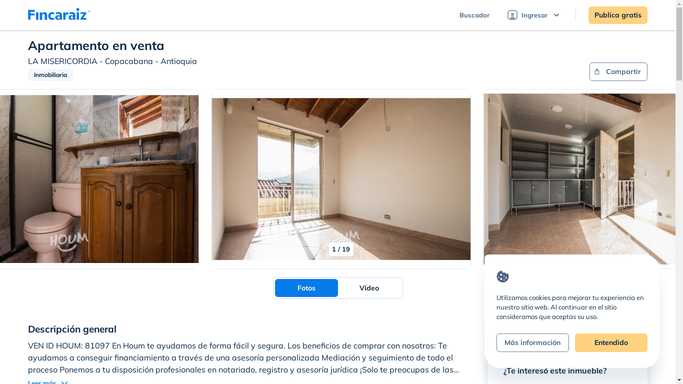 Fincaraiz
Buscador
Ingresar
Publica gratis
Apartamento en venta
LA MISERICORDIA - Copacabana - Antioquia
Inmobiliaria
Compartir
HOUM
HOUM
1 / 19
Fotos
Video
Descripción general
VEN ID HOUM: 81097 En Houm te ayudamos de forma fácil y segura. Los beneficios de comprar con nosotros: Te
ayudamos a conseguir financiamiento a través de una asesoría personalizada Mediación y seguimiento de todo el
proceso Ponemos a tu disposición profesionales en notariado, registro y asesoría jurídica ¡Solo te preocupas de las...
Leer más
Utilizamos cookies para mejorar tu experiencia en
nuestro sitio web. Al continuar en el sitio
consideramos que aceptas su uso.
Más información
Entendido
¿Te interesó este inmueble?